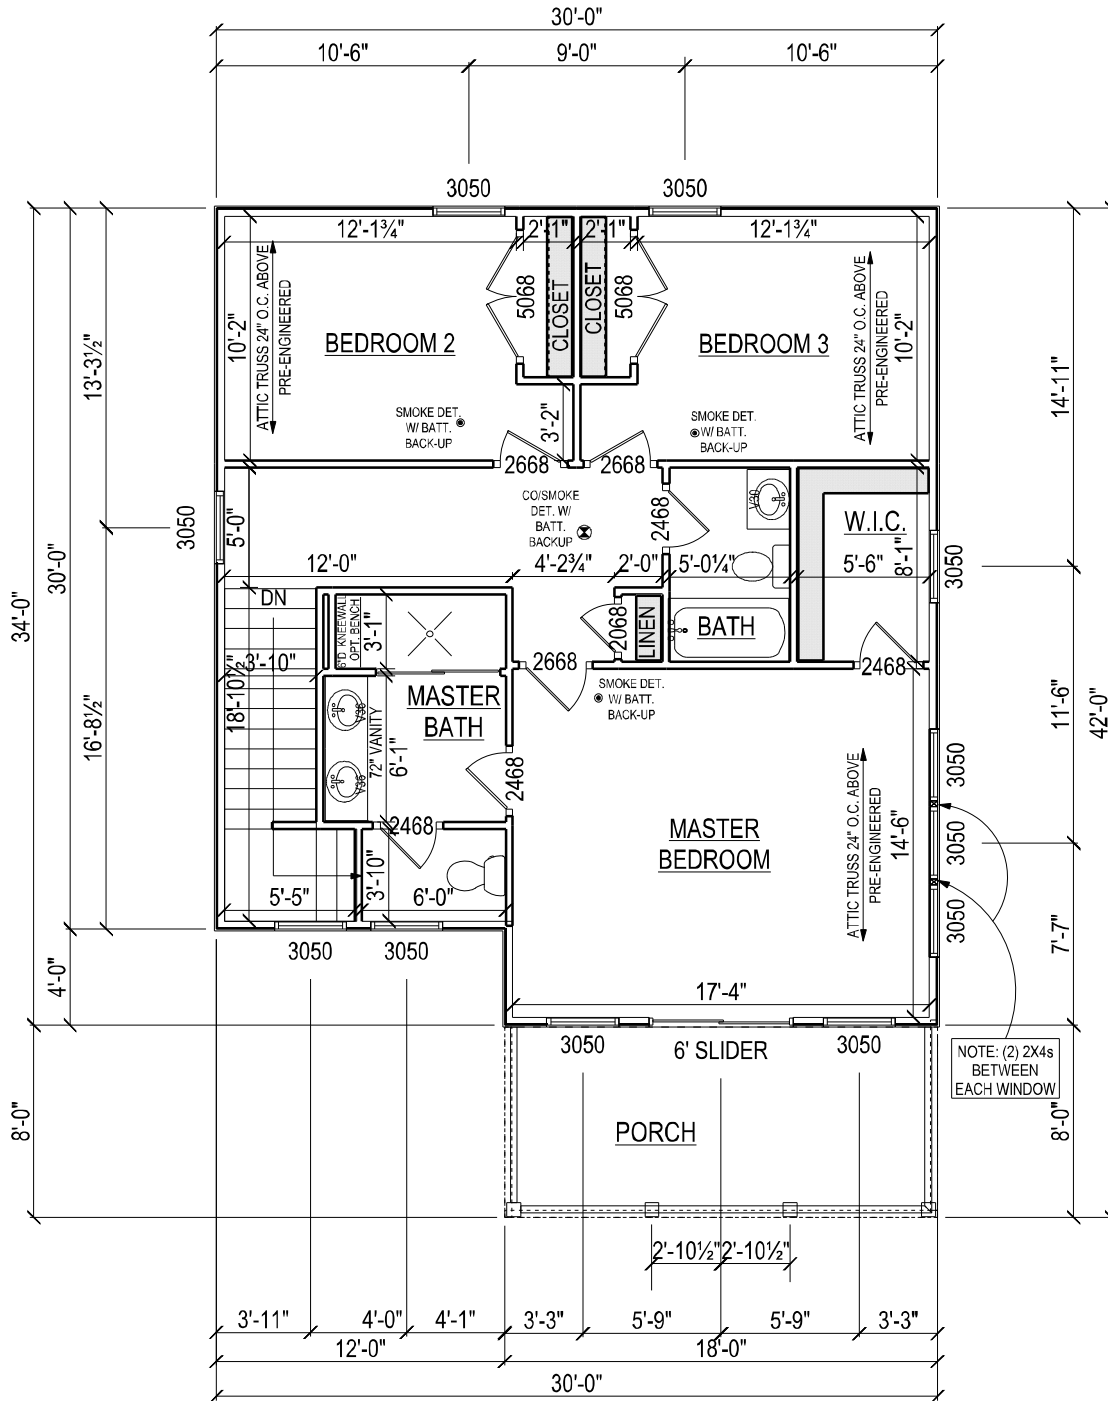 30'-0"
10'-6" 9'-0" 10'-6"
3050 3050
12'-1¾" 2'-1" 2'-1" 12'-1¾"
ATTIC TRUSS 24" O.C. ABOVE
PRE-ENGINEERED
10'-2"
5068
CLOSET
CLOSET
5068
ATTIC TRUSS 24" O.C. ABOVE
PRE-ENGINEERED
10'-2"
BEDROOM 2
BEDROOM 3
13'-3½"
14'-11"
SMOKE DET.
W/ BATT.
BACK-UP
3'-2"
SMOKE DET.
W/ BATT.
BACK-UP
2668 2668
3050
5'-0"
CO/SMOKE
DET. W/
BATT.
BACKUP
2468
V30
W.I.C.
8'-1"
3050
12'-0" 4'-2¾" 2'-0" 5'-0¼" 5'-6"
30'-0"
34'-0"
DN
6"D KNEEWALL
OPT. BENCH
3'-1"
2068
LINEN
BATH
3'-10"
18'-10½"
2668
2468
16'-8½"
MASTER
BATH
SMOKE DET.
W/ BATT.
BACK-UP
11'-6"
42'-0"
V36
72" VANITY
6'-1"
V36
2468
3050
3050
3050
ATTIC TRUSS 24" O.C. ABOVE
PRE-ENGINEERED
14'-6"
MASTER
BEDROOM
2468
3'-10"
5'-5" 6'-0"
3050 3050
4'-0"
7'-7"
17'-4"
3050 6' SLIDER 3050
NOTE: (2) 2X4s
BETWEEN
EACH WINDOW
8'-0"
PORCH
8'-0"
2'-10½" 2'-10½"
3'-11" 4'-0" 4'-1" 3'-3" 5'-9" 5'-9" 3'-3"
12'-0" 18'-0"
30'-0"